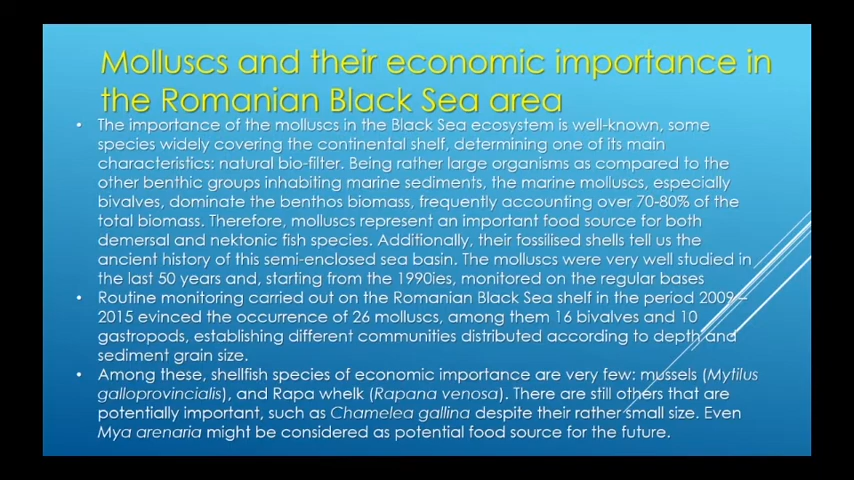 Molluscs and their economic importance in
the Romanian Black Sea area
• The importance of the molluscs in the Black Sea ecosystem is well-known, some
species widely covering the continental shelf, determining one of its main
characteristics: natural bio-filter. Being rather large organisms as compared to the
other benthic groups inhabiting marine sediments, the marine molluscs, especially
bivalves, dominate the benthos biomass, frequently accounting over 70-80% of the
total biomass. Therefore, molluscs represent an important food source for both
demersal and nektonic fish species. Additionally, their fossilised shells tell us the
ancient history of this semi-enclosed sea basin. The molluscs were very well studied in
the last 50 years and, starting from the 1990ies, monitored on the regular bases
• Routine monitoring carried out on the Romanian Black Sea shelf in the period 2009 –
2015 evinced the occurrence of 26 molluscs, among them 16 bivalves and 10
gastropods, establishing different communities distributed according to depth and
sediment grain size.
• Among these, shellfish species of economic importance are very few: mussels (Mytilus
galloprovincialis), and Rapa whelk (Rapana venosa). There are still others that are
potentially important, such as Chamelea gallina despite their rather small size. Even
Mya arenaria might be considered as potential food source for the future.